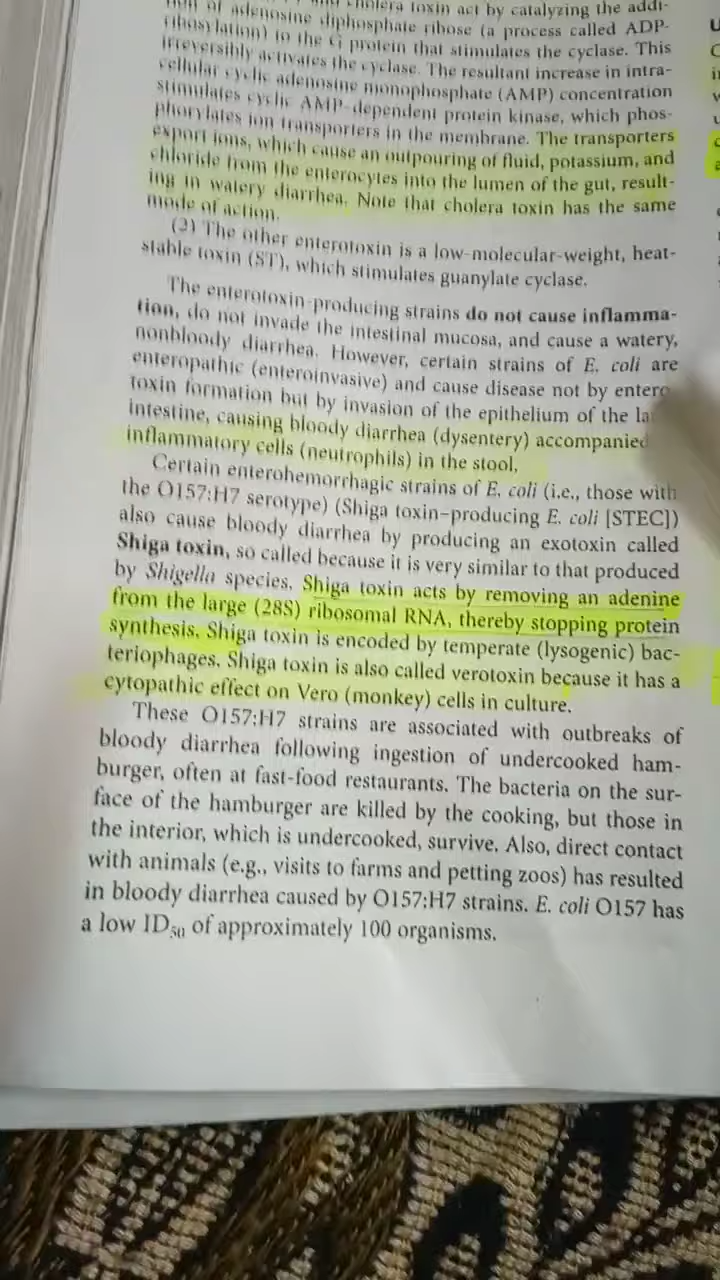 cholera toxin act by catalyzing the addi-
tion of adenosine diphosphate ribose (a process called ADP-
ribosylation) to the G protein that stimulates the cyclase. This
irreversibly activates the cyclase. The resultant increase in intra-
cellular cyclic adenosine monophosphate (AMP) concentration
stimulates cyclic AMP-dependent protein kinase, which phos-
phorylates ion transporters in the membrane. The transporters
export ions, which cause an outpouring of fluid, potassium, and
chloride from the enterocytes into the lumen of the gut, result-
ing in watery diarrhea. Note that cholera toxin has the same
mode of action.
(2) The other enterotoxin is a low-molecular-weight, heat-
stable toxin (ST), which stimulates guanylate cyclase.
The enterotoxin-producing strains do not cause inflamma-
tion, do not invade the intestinal mucosa, and cause a watery,
nonbloody diarrhea. However, certain strains of E. coli are
enteropathic (enteroinvasive) and cause disease not by entero
toxin formation but by invasion of the epithelium of the la
intestine, causing bloody diarrhea (dysentery) accompanied
inflammatory cells (neutrophils) in the stool.
Certain enterohemorrhagic strains of E. coli (i.e., those with
the O157:H7 serotype) (Shiga toxin–producing E. coli [STEC])
also cause bloody diarrhea by producing an exotoxin called
Shiga toxin, so called because it is very similar to that produced
by Shigella species. Shiga toxin acts by removing an adenine
from the large (28S) ribosomal RNA, thereby stopping protein
synthesis. Shiga toxin is encoded by temperate (lysogenic) bac-
teriophages. Shiga toxin is also called verotoxin because it has a
cytopathic effect on Vero (monkey) cells in culture.
These O157:H7 strains are associated with outbreaks of
bloody diarrhea following ingestion of undercooked ham-
burger, often at fast-food restaurants. The bacteria on the sur-
face of the hamburger are killed by the cooking, but those in
the interior, which is undercooked, survive. Also, direct contact
with animals (e.g., visits to farms and petting zoos) has resulted
in bloody diarrhea caused by O157:H7 strains. E. coli O157 has
a low ID50 of approximately 100 organisms.